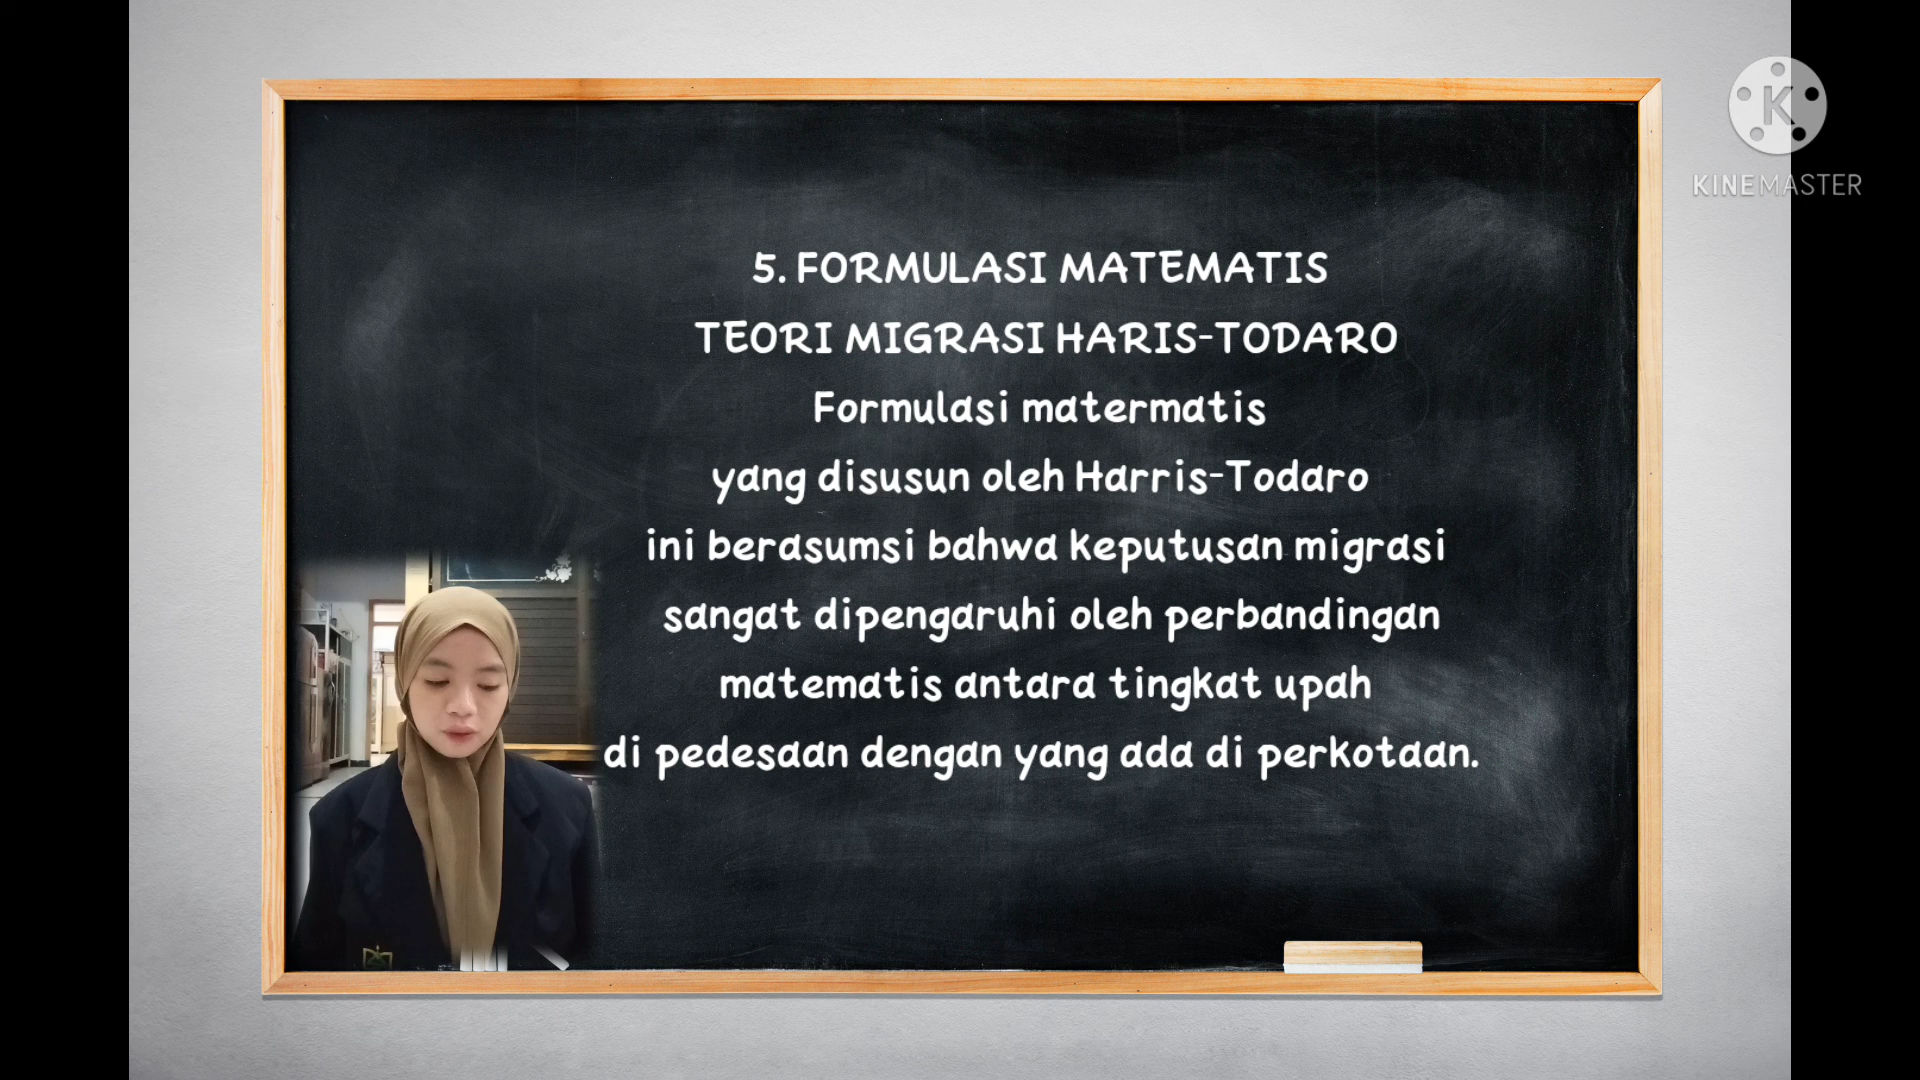 5. FORMULASI MATEMATIS
TEORI MIGRASI HARIS-TODARO
Formulasi matermatis
yang disusun oleh Harris-Todaro
ini berasumsi bahwa keputusan migrasi
sangat dipengaruhi oleh perbandingan
matematis antara tingkat upah
di pedesaan dengan yang ada di perkotaan.
K
KINEMASTER